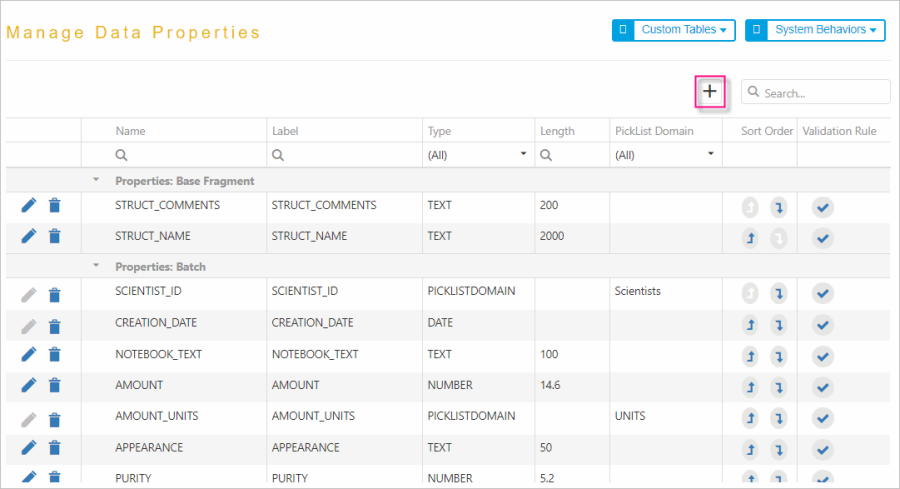 Manage Data Properties
Custom Tables
System Behaviors
Search...
Name Label Type Length PickList Domain Sort Order Validation Rule
(All) (All)
Properties: Base Fragment
STRUCT_COMMENTS STRUCT_COMMENTS TEXT 200
STRUCT_NAME STRUCT_NAME TEXT 2000
Properties: Batch
SCIENTIST_ID SCIENTIST_ID PICKLISTDOMAIN Scientists
CREATION_DATE CREATION_DATE DATE
NOTEBOOK_TEXT NOTEBOOK_TEXT TEXT 100
AMOUNT AMOUNT NUMBER 14.6
AMOUNT_UNITS AMOUNT_UNITS PICKLISTDOMAIN UNITS
APPEARANCE APPEARANCE TEXT 50
PURITY PURITY NUMBER 5.2